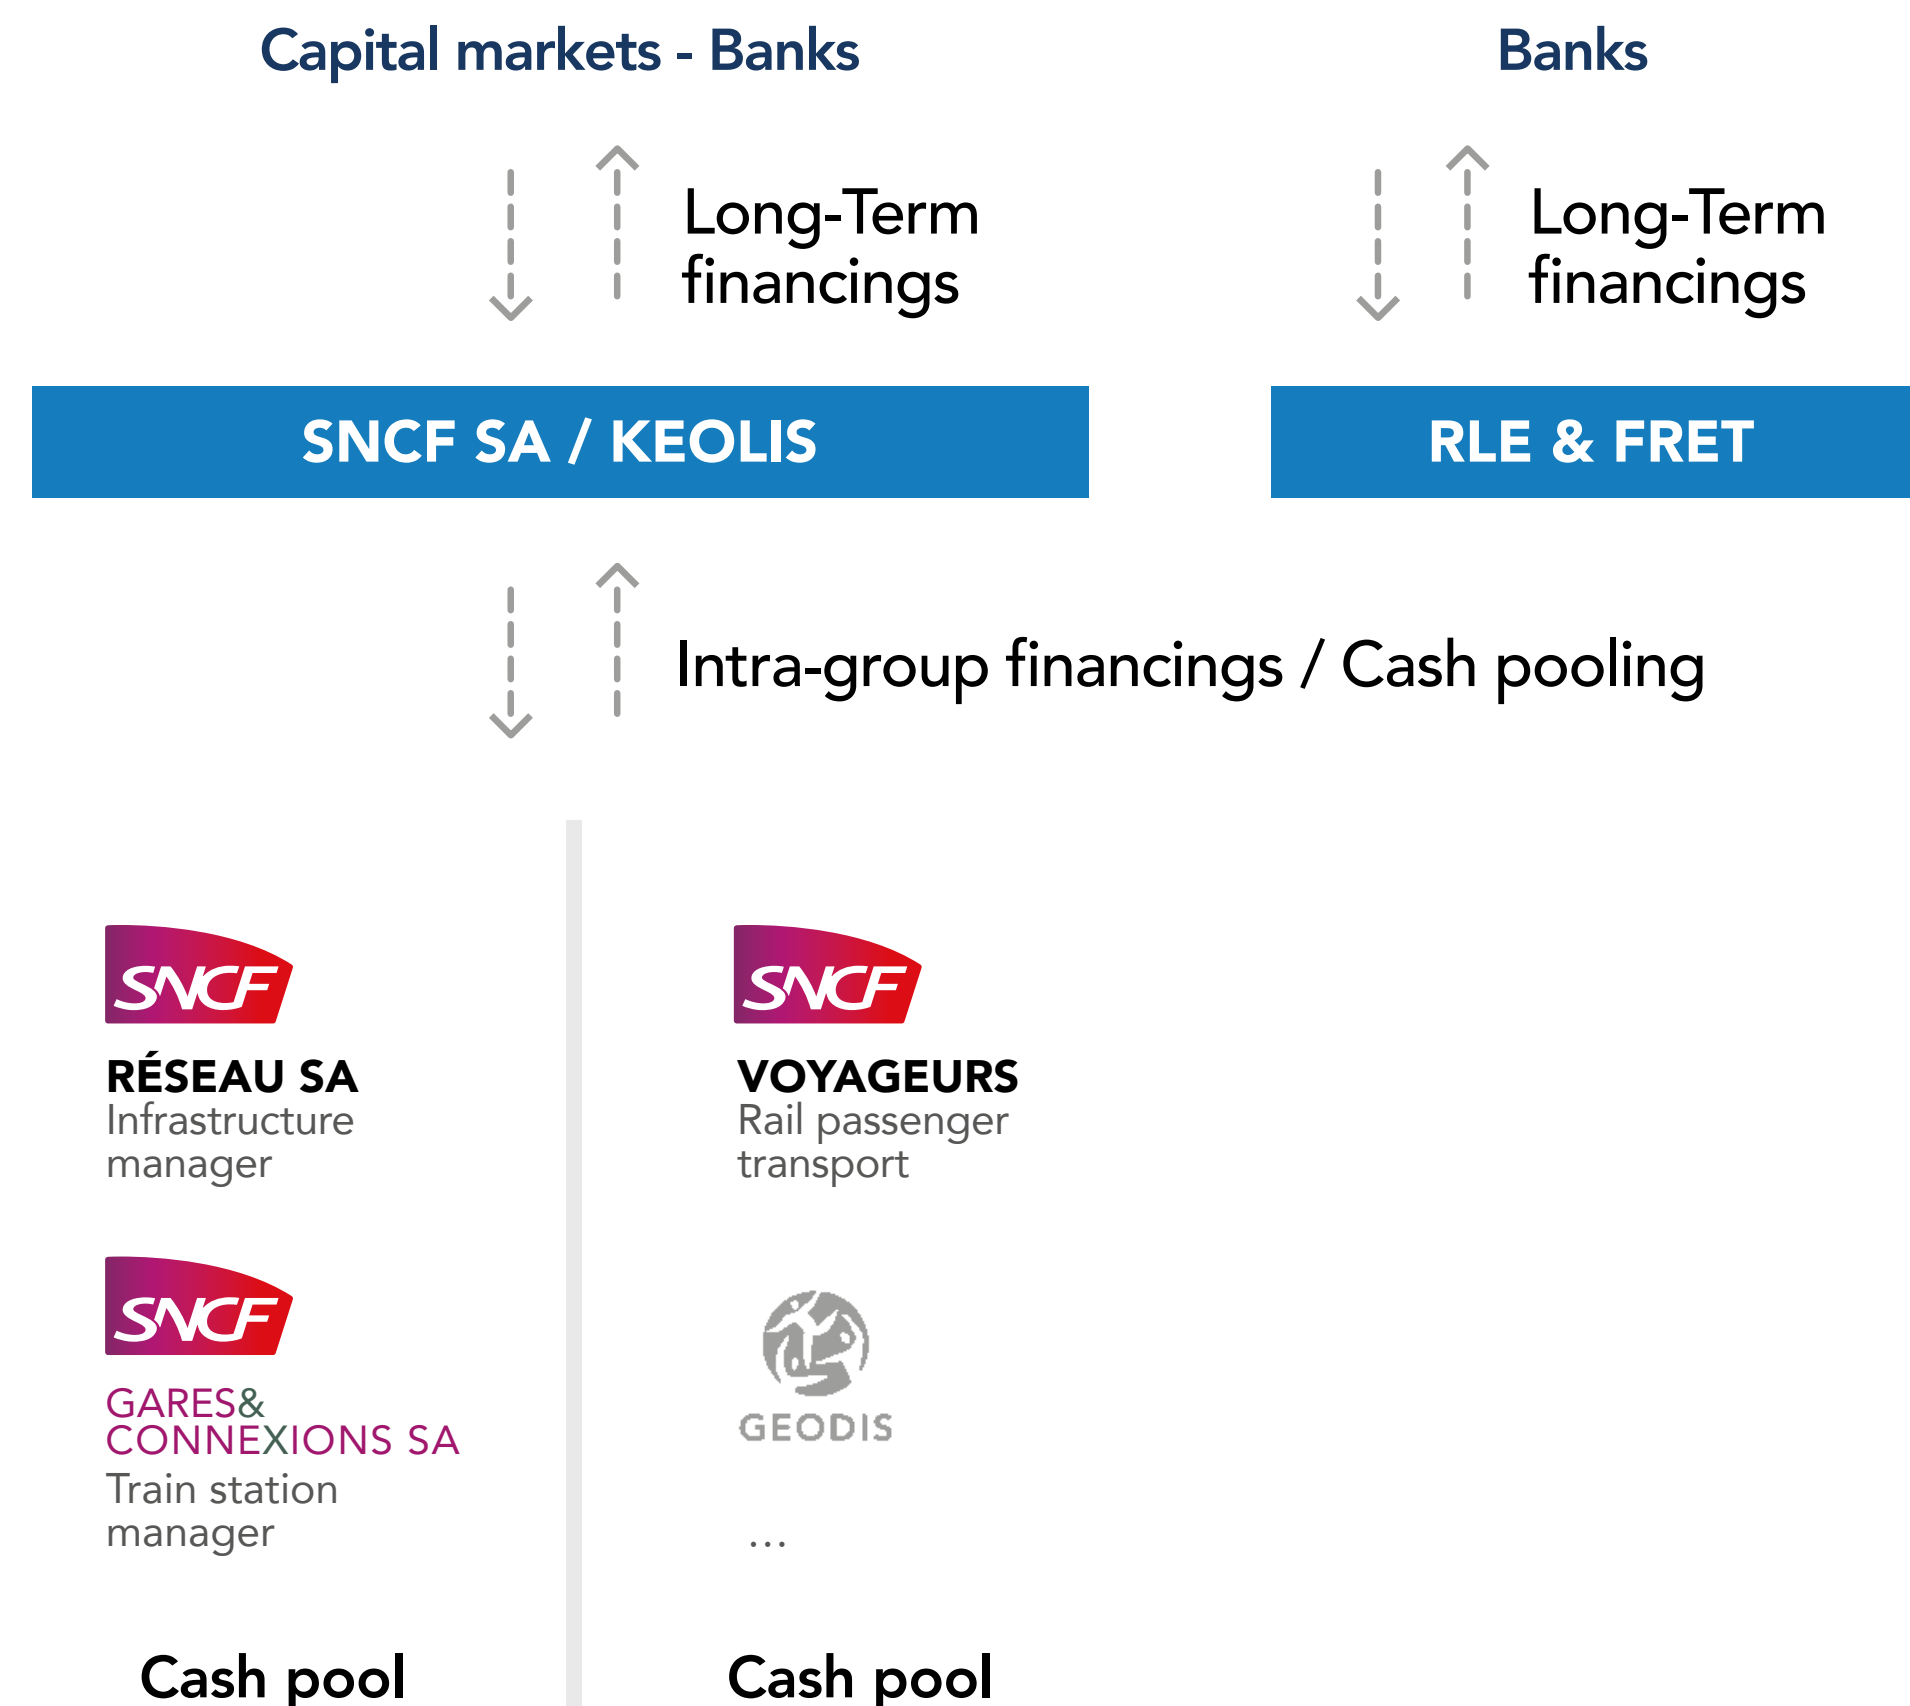 Capital markets - Banks
Banks
Long-Term
financings
Long-Term
financings
SNCF SA / KEOLIS
RLE & FRET
Intra-group financings / Cash pooling
SNCF
RÉSEAU SA
Infrastructure
manager
SNCF
GARES&
CONNEXIONS SA
Train station
manager
Cash pool
SNCF
VOYAGEURS
Rail passenger
transport
GEODIS
...
Cash pool